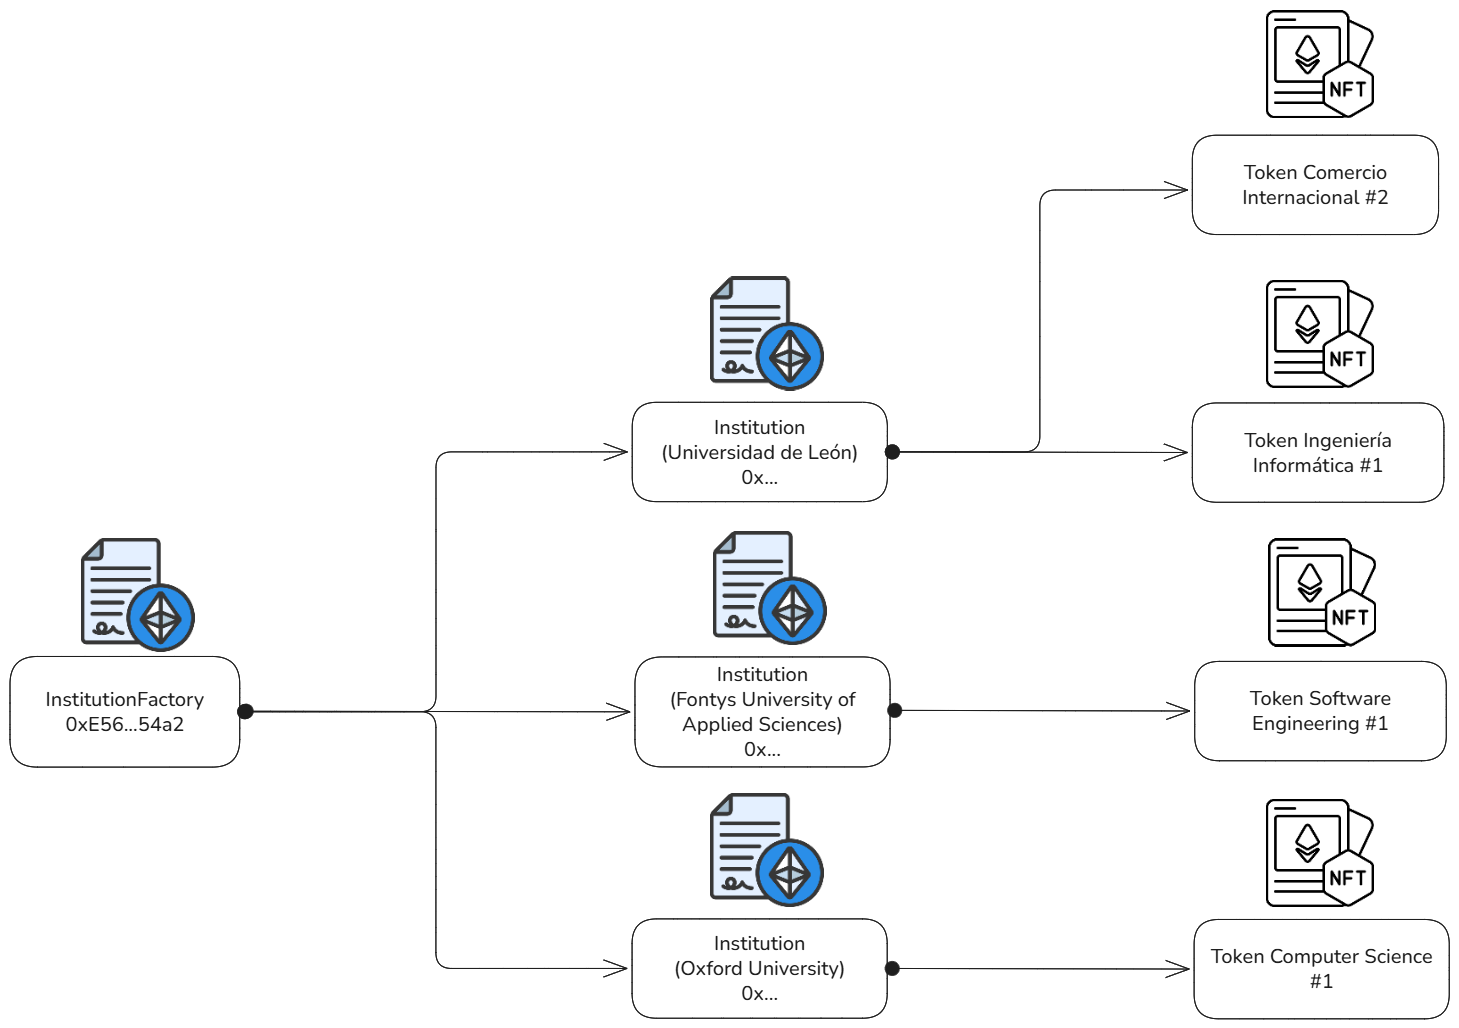 NFT
Token Comercio
Internacional #2
NFT
Institution
(Universidad de León)
0x...
Token Ingeniería
Informática #1
NFT
InstitutionFactory
0xE56...54a2
Institution
(Fontys University of
Applied Sciences)
0x...
Token Software
Engineering #1
NFT
Institution
(Oxford University)
0x...
Token Computer Science
#1